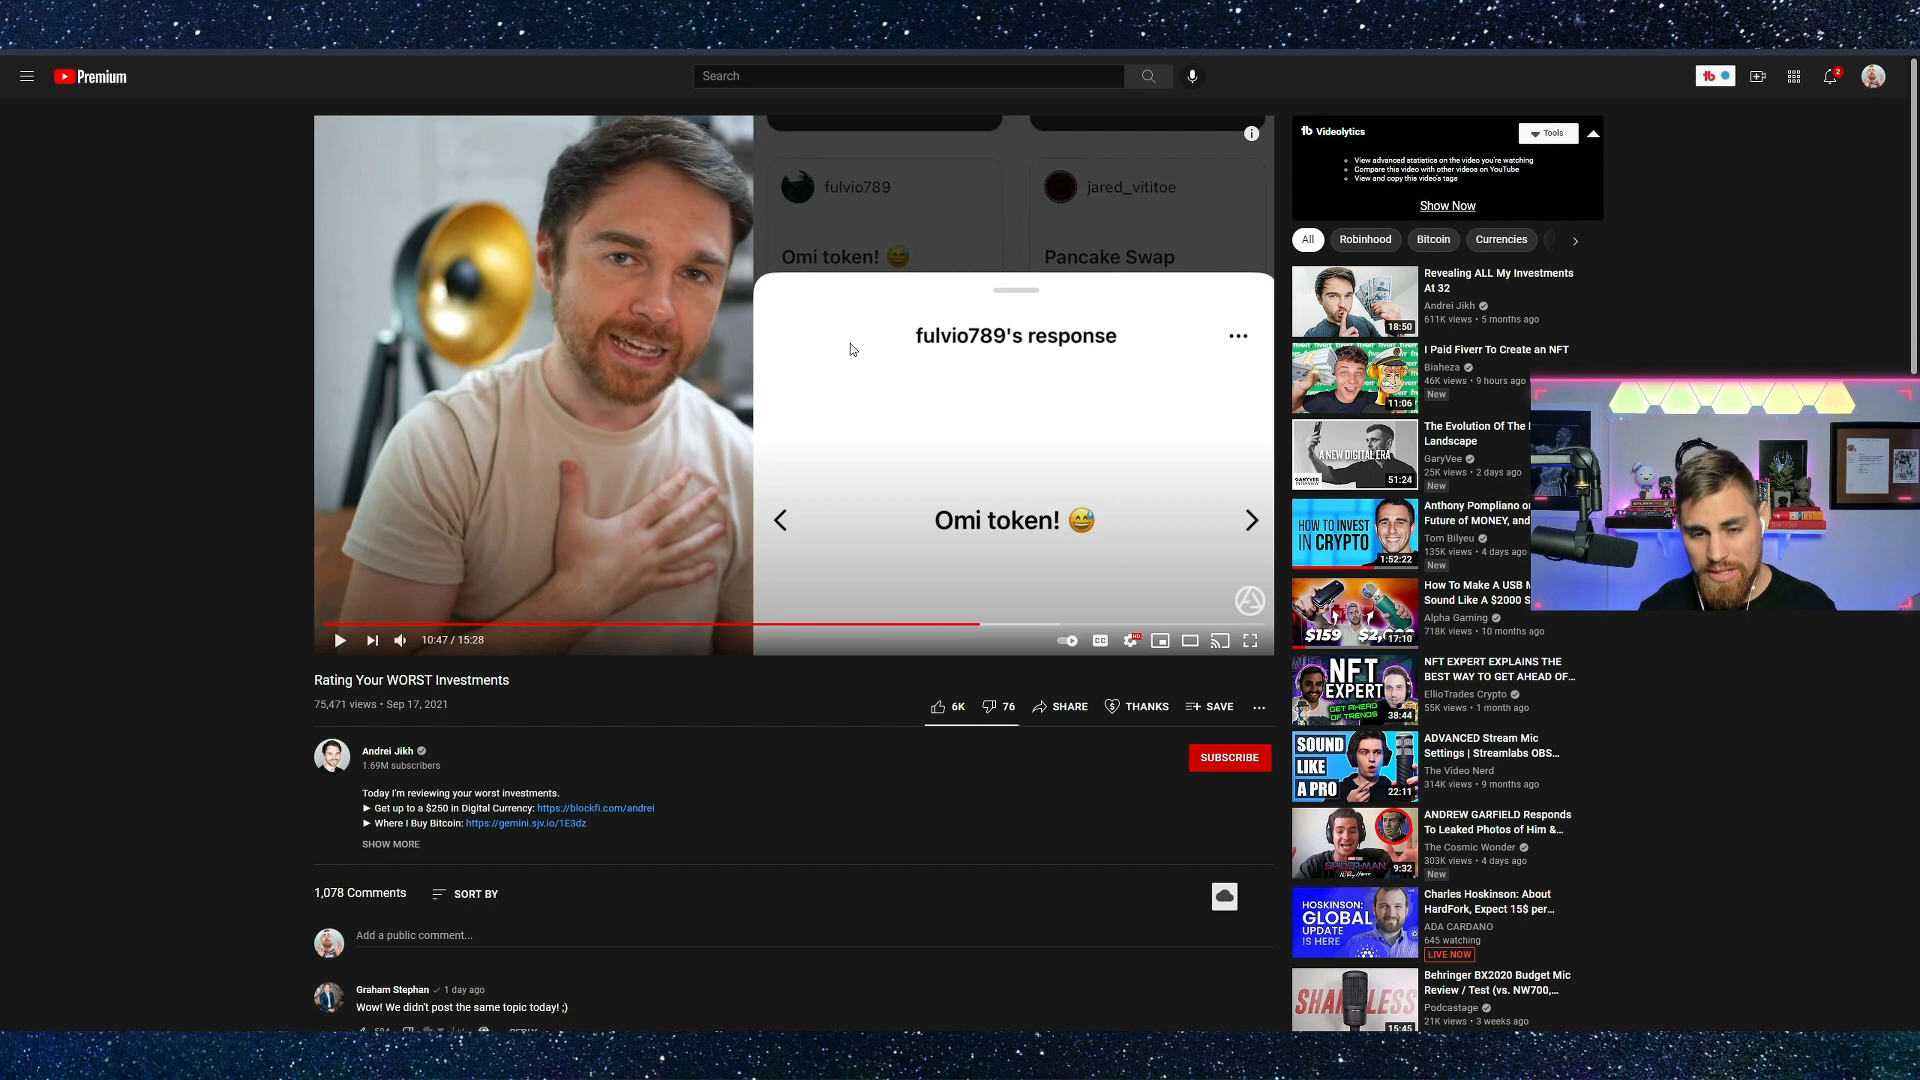 Premium
Search
1b
2
fulvio789
jared_vititoe
Omi token! 😅
Pancake Swap
fulvio789's response
Omi token! 😅
10:47 / 15:28
CC
HD
Rating Your WORST Investments
75,471 views • Sep 17, 2021
6K
76
SHARE
THANKS
SAVE
Andrei Jikh
1.69M subscribers
SUBSCRIBE
Today I'm reviewing your worst investments.
► Get up to a $250 in Digital Currency: https://blockfi.com/andrei
► Where I Buy Bitcoin: https://gemini.sjv.io/1E3dz
SHOW MORE
1,078 Comments
SORT BY
Add a public comment...
Graham Stephan ✓ 1 day ago
Wow! We didn't post the same topic today! ;)
1b Videolytics
Tools
View advanced statistics on the video you're watching
Compare this video with other videos on YouTube
View and copy this video's tags
Show Now
All
Robinhood
Bitcoin
Currencies
18:50
Revealing ALL My Investments
At 32
Andrei Jikh
611K views • 5 months ago
11:06
I Paid Fiverr To Create an NFT
Biaheza
46K views • 9 hours ago
New
A NEW DIGITAL ERA
51:24
The Evolution Of The
Landscape
GaryVee
25K views • 2 days ago
New
HOW TO INVEST
IN CRYPTO
1:52:22
Anthony Pompliano
Future of MONEY, and
Tom Bilyeu
135K views • 4 days ago
New
$159
17:10
How To Make A USB
Sound Like A $2000 S
Alpha Gaming
718K views • 10 months ago
NFT
EXPERT
GET AHEAD
OF TRENDS
38:44
NFT EXPERT EXPLAINS THE
BEST WAY TO GET AHEAD OF...
EllioTrades Crypto
55K views • 1 month ago
SOUND
LIKE
A PRO
22:11
ADVANCED Stream Mic
Settings | Streamlabs OBS...
The Video Nerd
314K views • 9 months ago
SPIDER-MAN
9:32
ANDREW GARFIELD Responds
To Leaked Photos of Him &...
The Cosmic Wonder
303K views • 4 days ago
New
HOSKINSON:
GLOBAL
UPDATE
IS HERE
Charles Hoskinson: About
HardFork, Expect 15$ per...
ADA CARDANO
645 watching
LIVE NOW
15:45
Behringer BX2020 Budget Mic
Review / Test (vs. NW700,...
Podcastage
21K views • 3 weeks ago